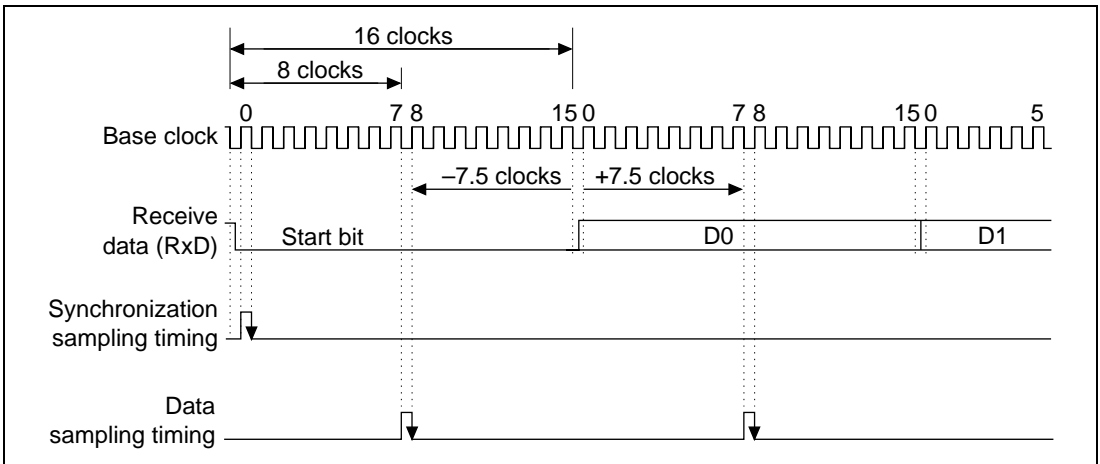 16 clocks
8 clocks
0 7 8 15 0 7 8 15 0 5
Base clock
–7.5 clocks +7.5 clocks
Receive
data (RxD)
Start bit D0 D1
Synchronization
sampling timing
Data
sampling timing